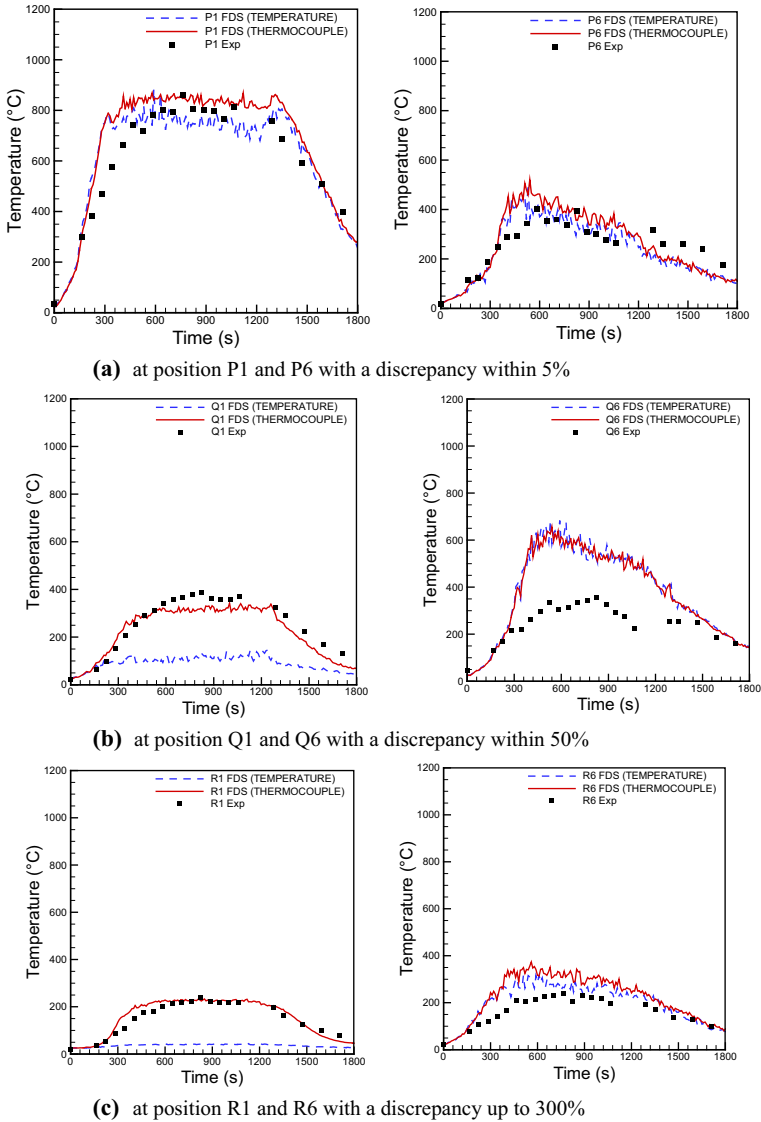 P1 FDS (TEMPERATURE)
P1 FDS (THERMOCOUPLE)
P1 Exp
Temperature (°C)
1200
1000
800
600
400
200
0
0 300 600 900 1200 1500 1800
Time (s)
P6 FDS (TEMPERATURE)
P6 FDS (THERMOCOUPLE)
P6 Exp
Temperature (°C)
1200
1000
800
600
400
200
0
0 300 600 900 1200 1500 1800
Time (s)
(a) at position P1 and P6 with a discrepancy within 5%
Q1 FDS (TEMPERATURE)
Q1 FDS (THERMOCOUPLE)
Q1 Exp
Temperature (°C)
1200
1000
800
600
400
200
0
0 300 600 900 1200 1500 1800
Time (s)
Q6 FDS (TEMPERATURE)
Q6 FDS (THERMOCOUPLE)
Q6 Exp
Temperature (°C)
1200
1000
800
600
400
200
0
0 300 600 900 1200 1500 1800
Time (s)
(b) at position Q1 and Q6 with a discrepancy within 50%
R1 FDS (TEMPERATURE)
R1 FDS (THERMOCOUPLE)
R1 Exp
Temperature (°C)
1200
1000
800
600
400
200
0
0 300 600 900 1200 1500 1800
Time (s)
R6 FDS (TEMPERATURE)
R6 FDS (THERMOCOUPLE)
R6 Exp
Temperature (°C)
1200
1000
800
600
400
200
0
0 300 600 900 1200 1500 1800
Time (s)
(c) at position R1 and R6 with a discrepancy up to 300%